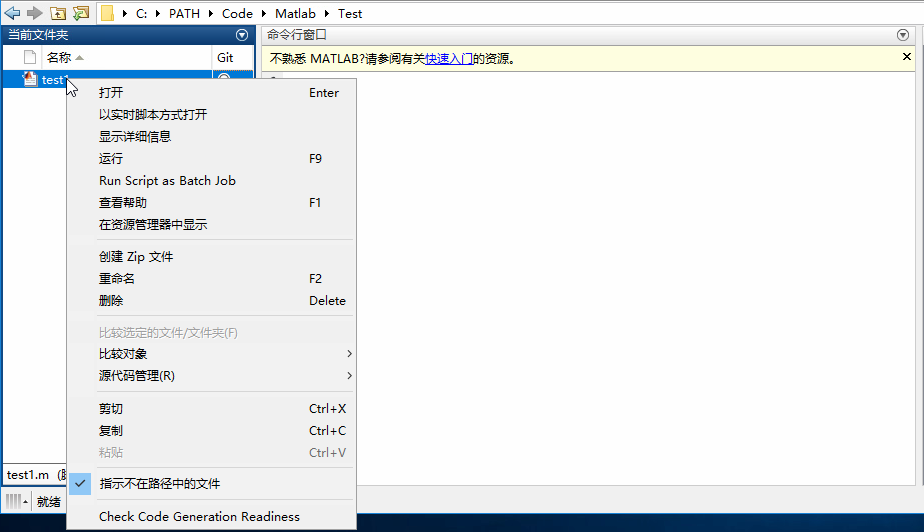 C: PATH Code Matlab Test
当前文件夹
名称 Git
test1
命令行窗口
不熟悉 MATLAB?请参阅有关快速入门的资源。
打开 Enter
以实时脚本方式打开
显示详细信息
运行 F9
Run Script as Batch Job
查看帮助 F1
在资源管理器中显示
创建 Zip 文件
重命名 F2
删除 Delete
比较选定的文件/文件夹(F)
比较对象
源代码管理(R)
剪切 Ctrl+X
复制 Ctrl+C
粘贴 Ctrl+V
指示不在路径中的文件
Check Code Generation Readiness
test1.m
就绪